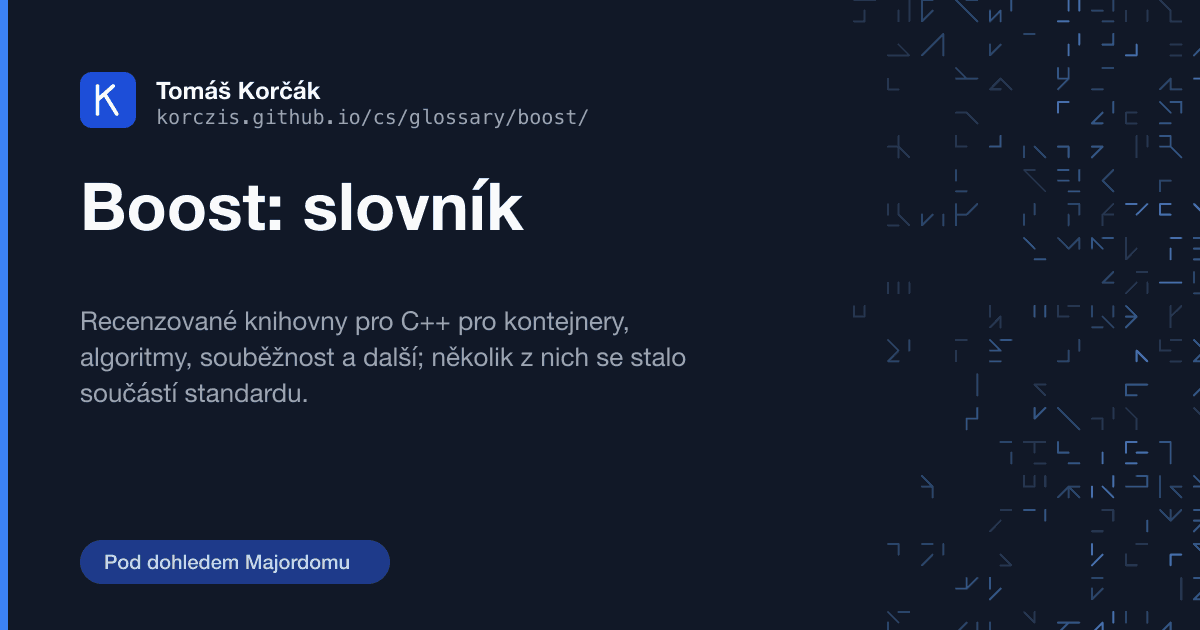 K
Tomáš Korčák
korczis.github.io/cs/glossary/boost/
Boost: slovník
Recenzované knihovny pro C++ pro kontejnery,
algoritmy, souběžnost a další; několik z nich se stalo
součástí standardu.
Pod dohledem Majordomu